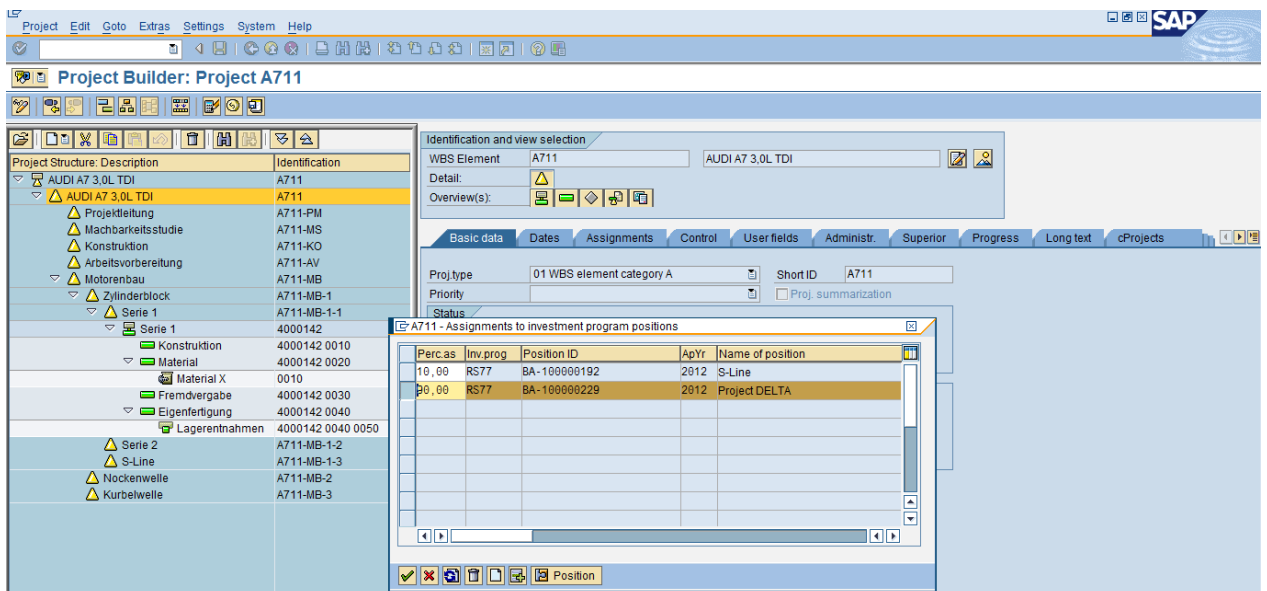 Project Edit Goto Extras Settings System Help
SAP
Project Builder: Project A711
Identification and view selection
Project Structure: Description Identification
WBS Element A711 AUDI A7 3,0L TDI
AUDI A7 3,0L TDI A711
Detail:
AUDI A7 3,0L TDI A711
Overview(s):
Projektleitung A711-PM
Machbarkeitsstudie A711-MS
Basic data Dates Assignments Control User fields Administr. Superior Progress Long text cProjects
Konstruktion A711-KO
Arbeitsvorbereitung A711-AV
Proj.type 01 WBS element category A Short ID A711
Motorenbau A711-MB
Priority Proj. summarization
Zylinderblock A711-MB-1
Status
Serie 1 A711-MB-1-1
A711 - Assignments to investment program positions
Serie 1 4000142
Konstruktion 4000142 0010
Perc.as Inv.prog Position ID ApYr Name of position
Material 4000142 0020
10,00 RS77 BA-100000192 2012 S-Line
Material X 0010
90,00 RS77 BA-100000229 2012 Project DELTA
Fremdvergabe 4000142 0030
Eigenfertigung 4000142 0040
Lagerentnahmen 4000142 0040 0050
Serie 2 A711-MB-1-2
S-Line A711-MB-1-3
Nockenwelle A711-MB-2
Kurbelwelle A711-MB-3
Position